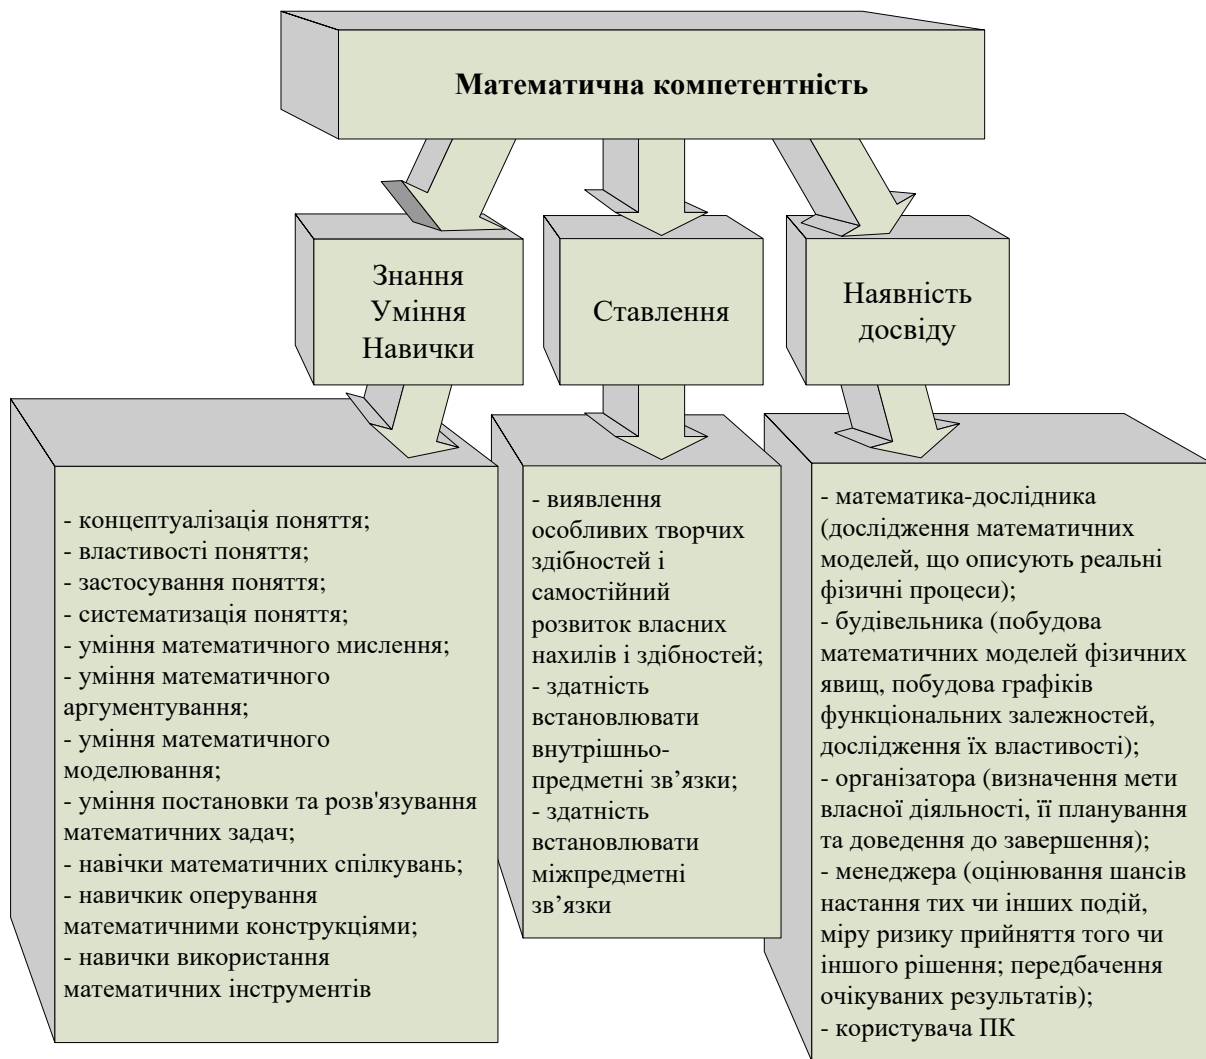 Математична компетентність
Знання
Уміння
Навички
Ставлення
Наявність
досвіду
- концептуалізація поняття;
- властивості поняття;
- застосування поняття;
- систематизація поняття;
- уміння математичного мислення;
- уміння математичного
аргументування;
- уміння математичного
моделювання;
- уміння постановки та розв'язування
математичних задач;
- навічки математичних спілкувань;
- навичкик оперування
математичними конструкціями;
- навички використання
математичних інструментів
- виявлення
особливих творчих
здібностей і
самостійний
розвиток власних
нахилів і здібностей;
- здатність
встановлювати
внутрішньо-
предметні зв’язки;
- здатність
встановлювати
міжпредметні
зв’язки
- математика-дослідника
(дослідження математичних
моделей, що описують реальні
фізичні процеси);
- будівельника (побудова
математичних моделей фізичних
явищ, побудова графіків
функціональних залежностей,
дослідження їх властивості);
- організатора (визначення мети
власної діяльності, її планування
та доведення до завершення);
- менеджера (оцінювання шансів
настання тих чи інших подій,
міру ризику прийняття того чи
іншого рішення; передбачення
очікуваних результатів);
- користувача ПК